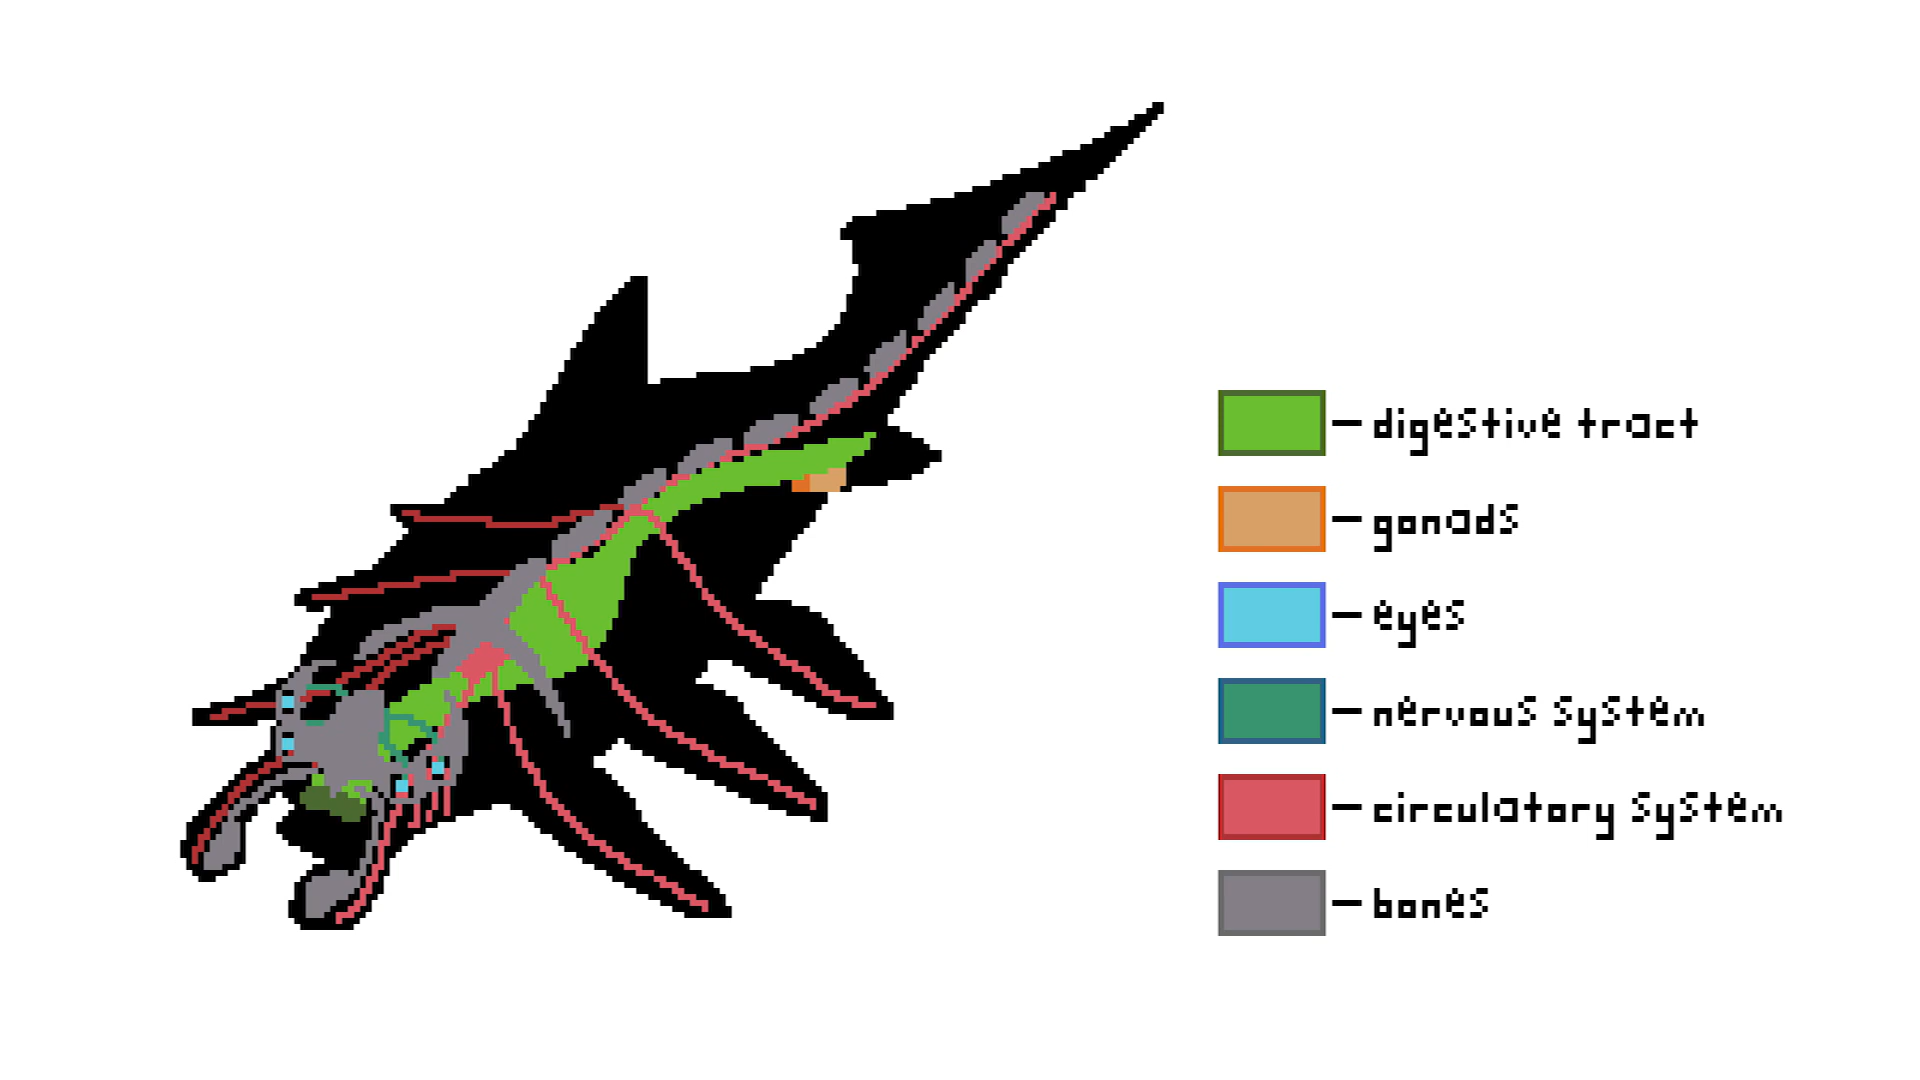 – digestive tract
– gonads
– eyes
– nervous system
– circulatory system
– bones